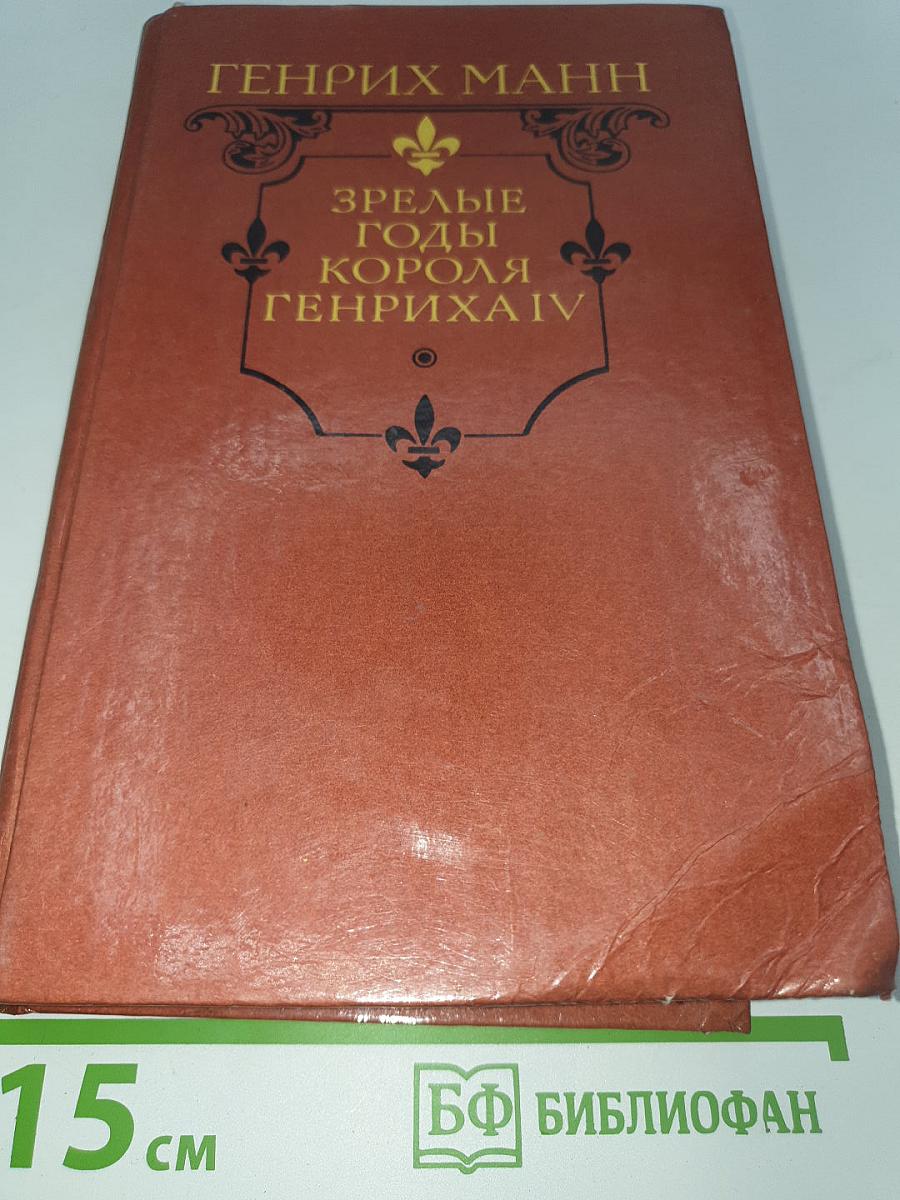 ГЕНРИХ МАНН
ЗРЕЛЫЕ
ГОДЫ
КОРОЛЯ
ГЕНРИХА IV
15 см
БФ БИБЛИОФАН